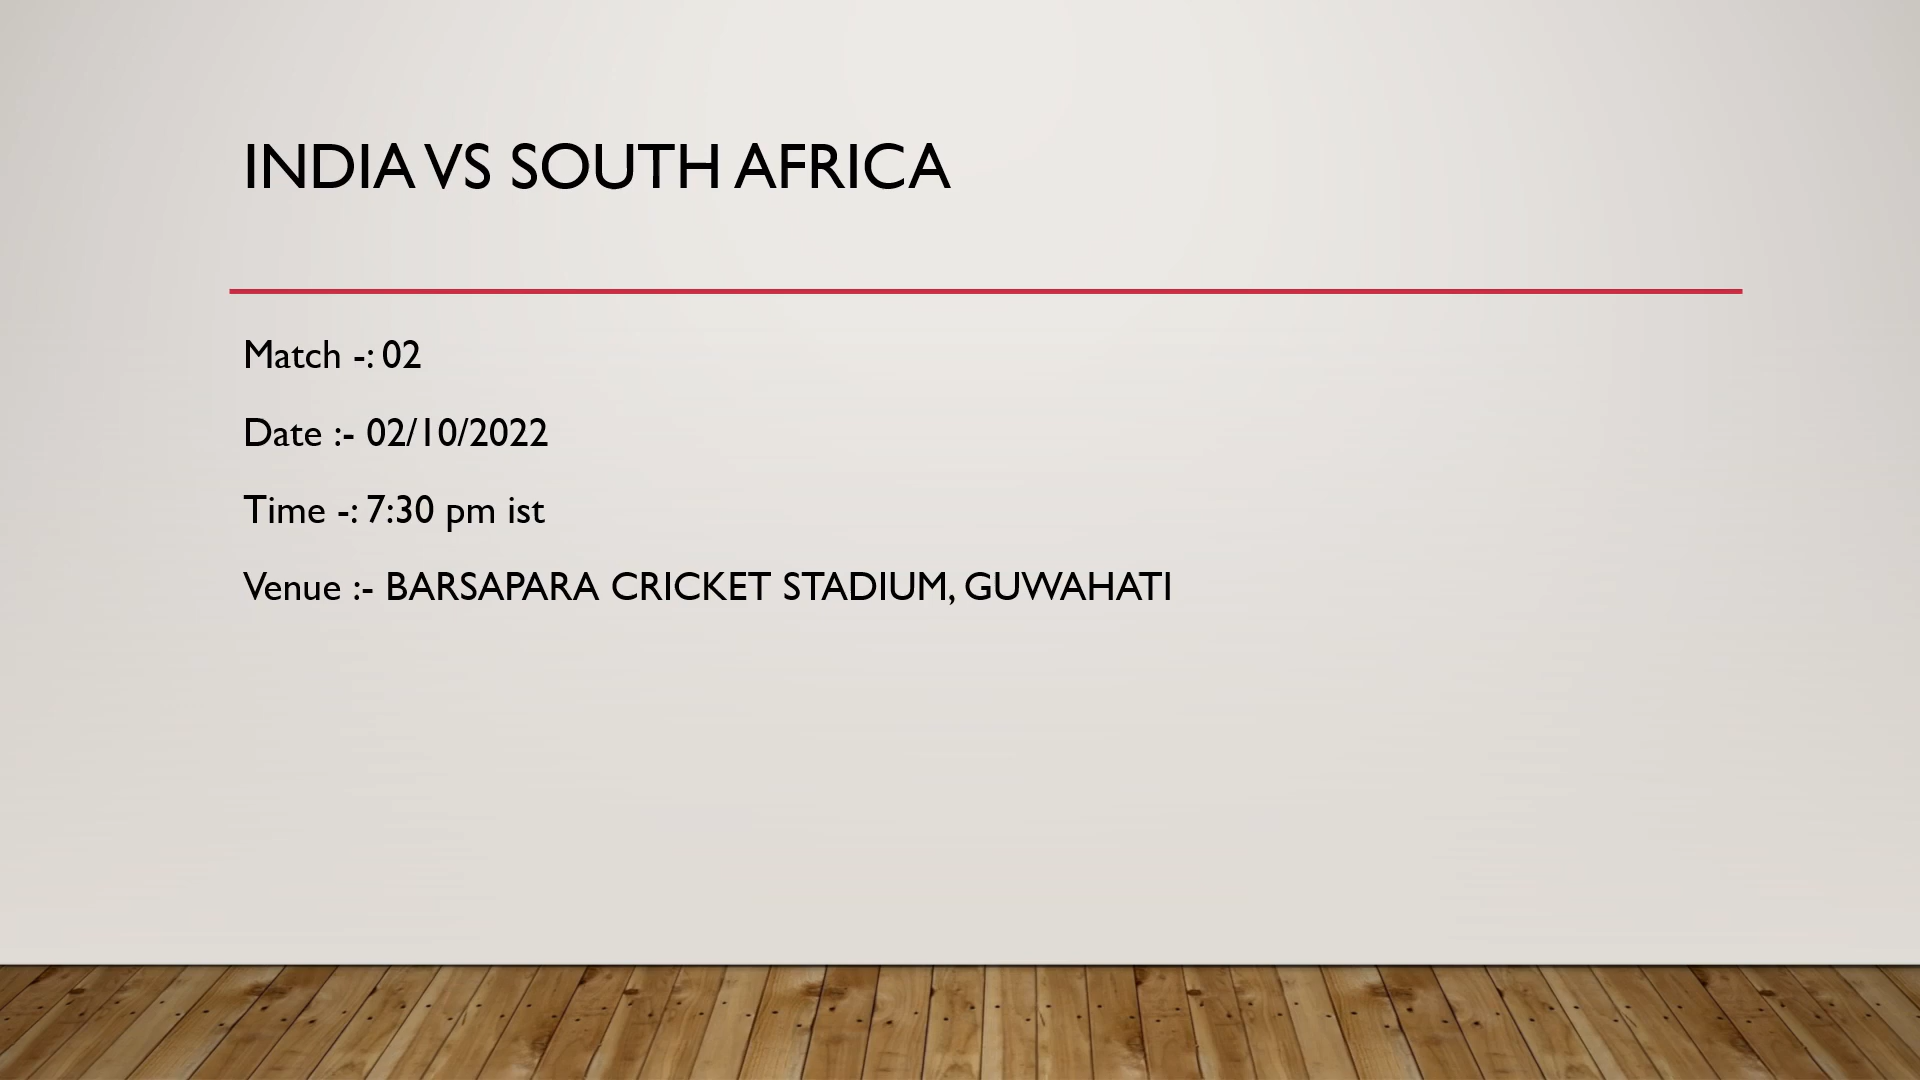 INDIA VS SOUTH AFRICA
Match -: 02
Date :- 02/10/2022
Time -: 7:30 pm ist
Venue :- BARSAPARA CRICKET STADIUM, GUWAHATI